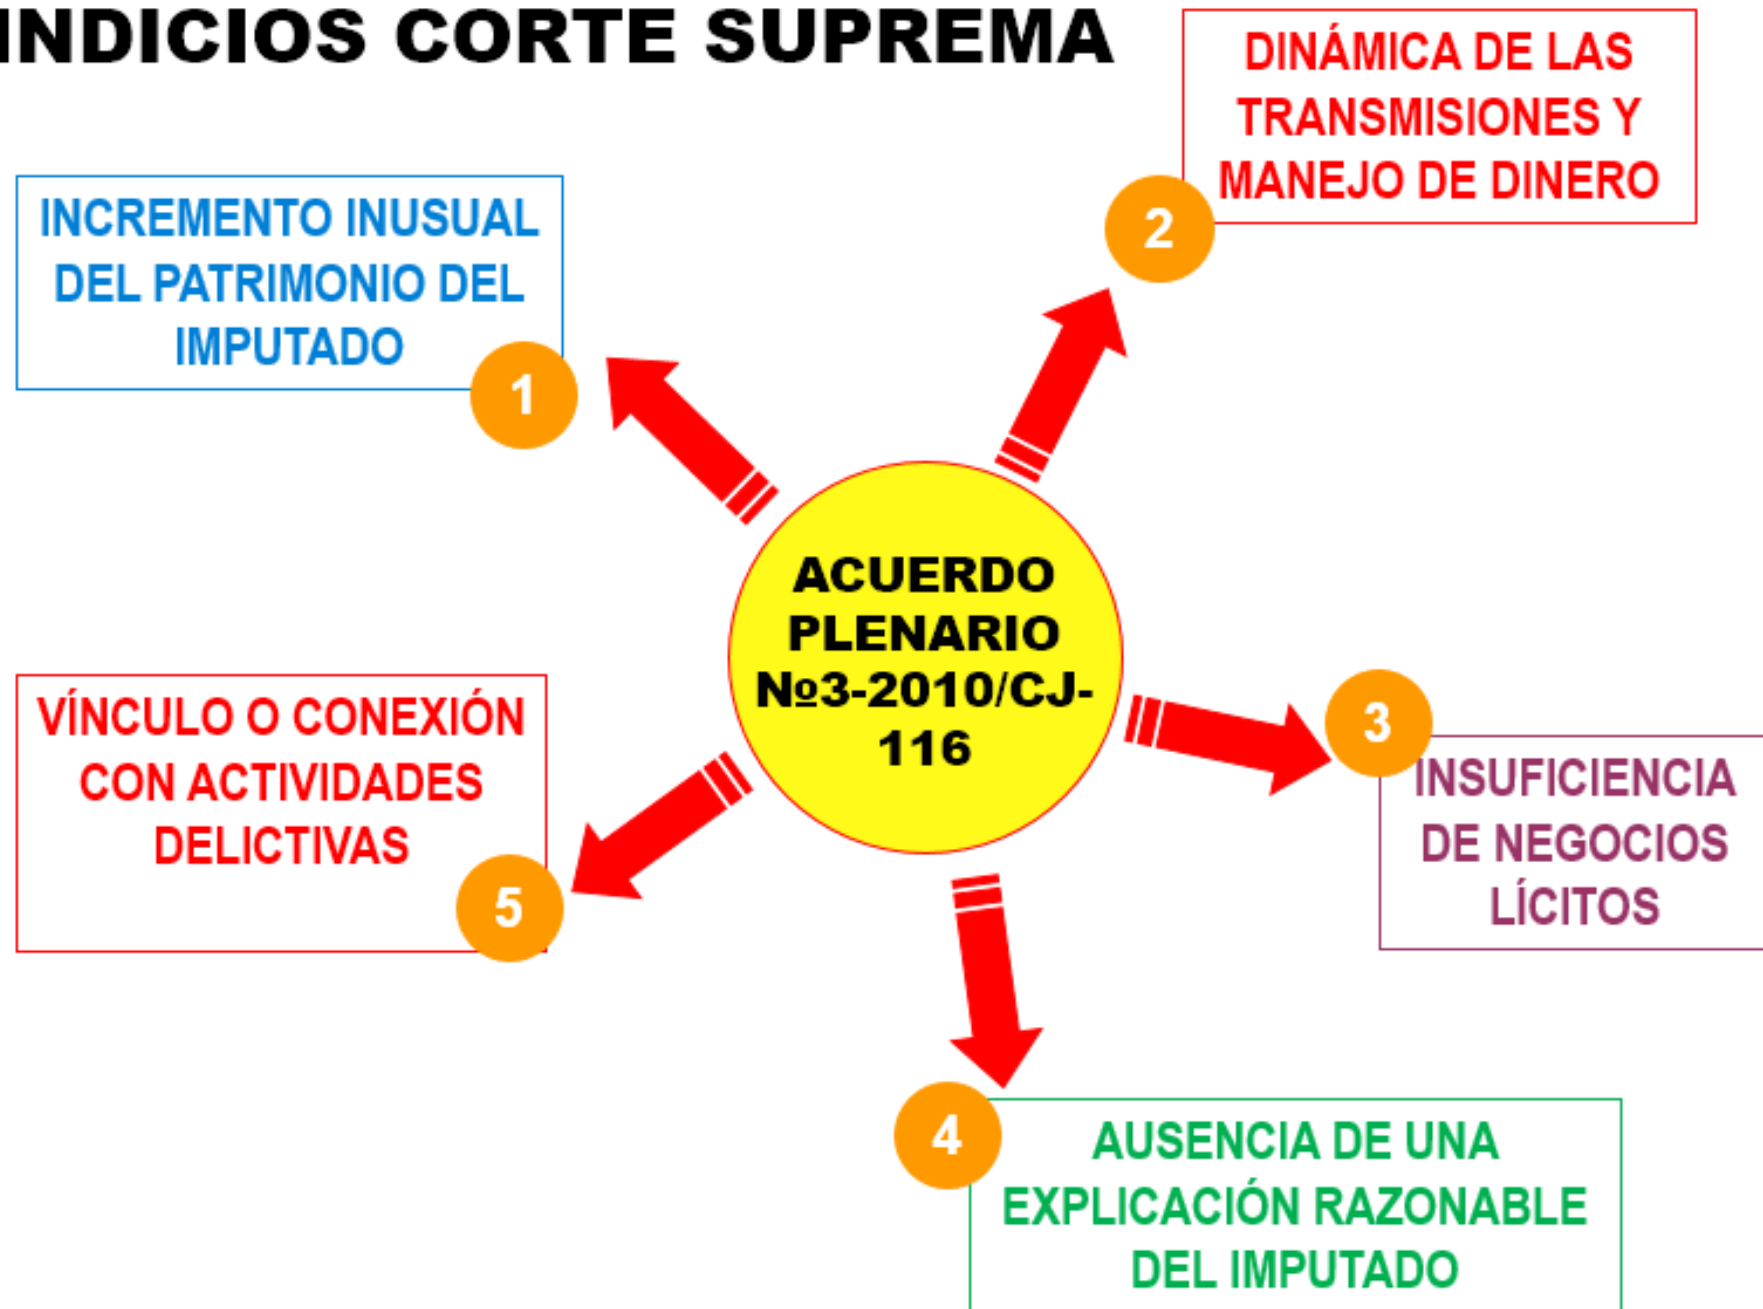 INDICIOS CORTE SUPREMA
INCREMENTO INUSUAL
DEL PATRIMONIO DEL
IMPUTADO
1
DINÁMICA DE LAS
TRANSMISIONES Y
MANEJO DE DINERO
2
ACUERDO
PLENARIO
№3-2010/CJ-
116
3
INSUFICIENCIA
DE NEGOCIOS
LÍCITOS
4
AUSENCIA DE UNA
EXPLICACIÓN RAZONABLE
DEL IMPUTADO
VÍNCULO O CONEXIÓN
CON ACTIVIDADES
DELICTIVAS
5